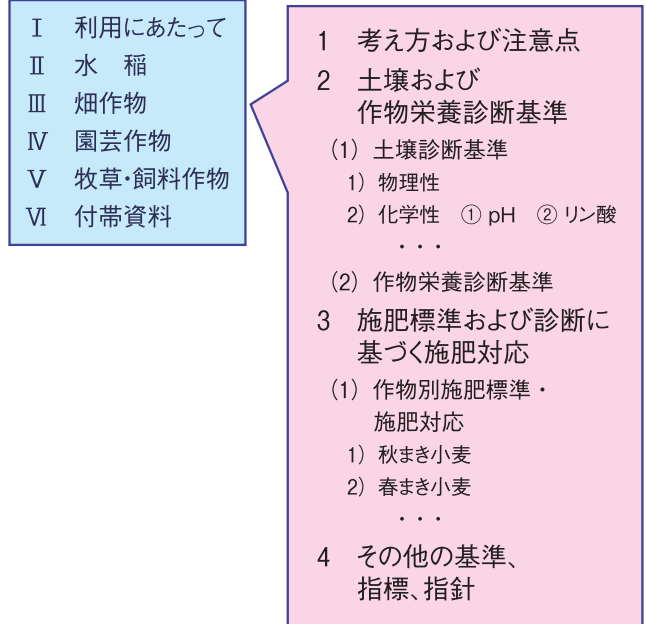 Ⅰ 利用にあたって
Ⅱ 水 稲
Ⅲ 畑作物
Ⅳ 園芸作物
Ⅴ 牧草・飼料作物
Ⅵ 付帯資料
1 考え方および注意点
2 土壌および
作物栄養診断基準
(1) 土壌診断基準
1) 物理性
2) 化学性 ① pH ② リン酸
・・・
(2) 作物栄養診断基準
3 施肥標準および診断に
基づく施肥対応
(1) 作物別施肥標準・
施肥対応
1) 秋まき小麦
2) 春まき小麦
・・・
4 その他の基準、
指標、指針